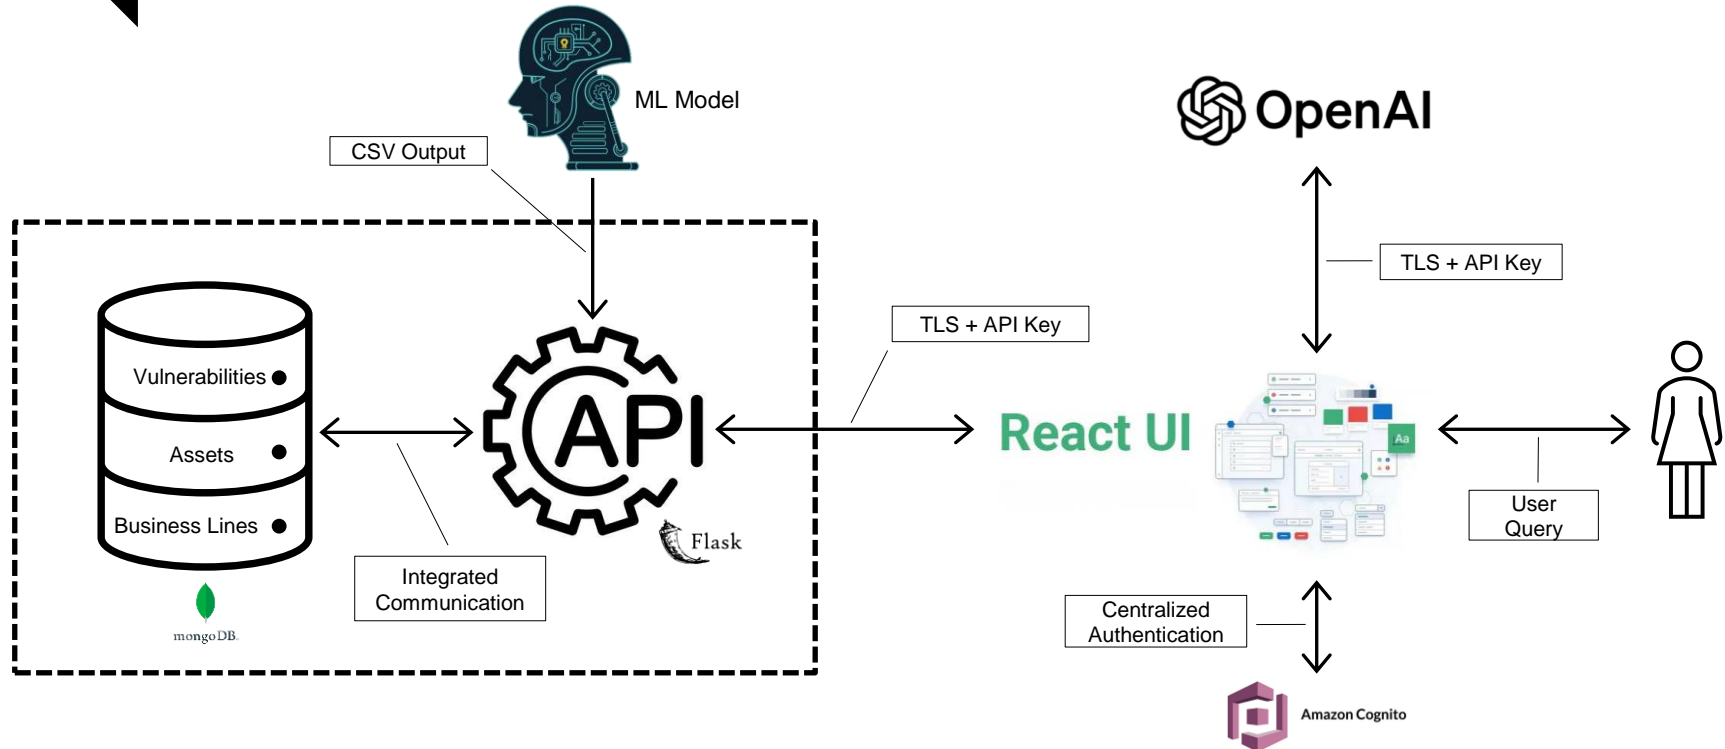 ML Model
OpenAI
CSV Output
TLS + API Key
TLS + API Key
Vulnerabilities
Assets
Business Lines
API
React UI
Aa
User
Query
Flask
Integrated
Communication
mongoDB.
Centralized
Authentication
Amazon Cognito